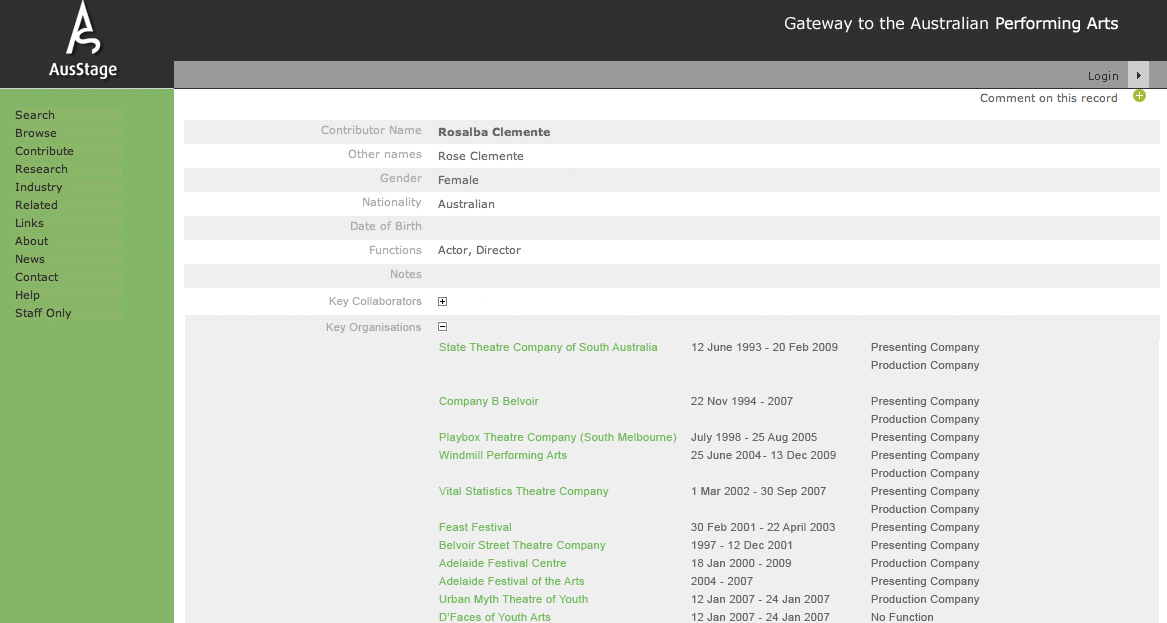 Gateway to the Australian Performing Arts
AusStage
Login
Comment on this record
Search
Browse
Contribute
Research
Industry
Related
Links
About
News
Contact
Help
Staff Only
Contributor Name Rosalba Clemente
Other names Rose Clemente
Gender Female
Nationality Australian
Date of Birth
Functions Actor, Director
Notes
Key Collaborators
Key Organisations
State Theatre Company of South Australia 12 June 1993 - 20 Feb 2009 Presenting Company
Production Company
Company B Belvoir 22 Nov 1994 - 2007 Presenting Company
Production Company
Playbox Theatre Company (South Melbourne) July 1998 - 25 Aug 2005 Presenting Company
Windmill Performing Arts 25 June 2004- 13 Dec 2009 Presenting Company
Production Company
Vital Statistics Theatre Company 1 Mar 2002 - 30 Sep 2007 Presenting Company
Production Company
Feast Festival 30 Feb 2001 - 22 April 2003 Presenting Company
Belvoir Street Theatre Company 1997 - 12 Dec 2001 Presenting Company
Adelaide Festival Centre 18 Jan 2000 - 2009 Production Company
Adelaide Festival of the Arts 2004 - 2007 Presenting Company
Urban Myth Theatre of Youth 12 Jan 2007 - 24 Jan 2007 Production Company
D'Faces of Youth Arts 12 Jan 2007 - 24 Jan 2007 No Function